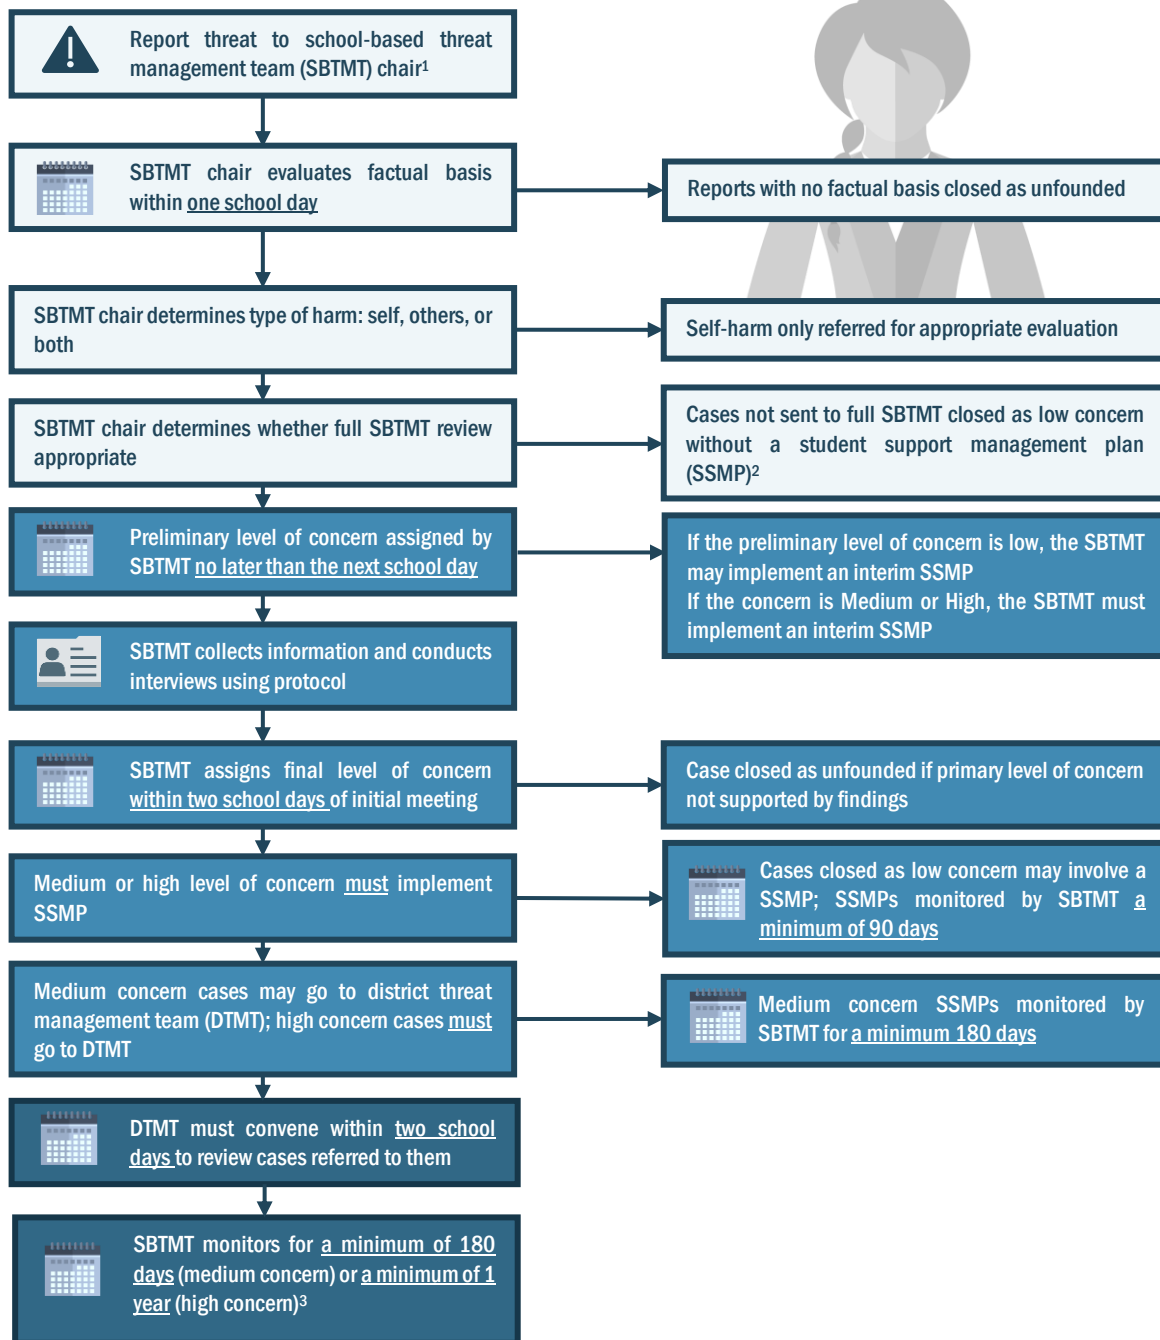 Report threat to school-based threat
management team (SBTMT) chair¹
SBTMT chair evaluates factual basis
within one school day
Reports with no factual basis closed as unfounded
SBTMT chair determines type of harm: self, others, or
both
Self-harm only referred for appropriate evaluation
SBTMT chair determines whether full SBTMT review
appropriate
Cases not sent to full SBTMT closed as low concern
without a student support management plan
(SSMP)²
Preliminary level of concern assigned by
SBTMT no later than the next school day
If the preliminary level of concern is low, the SBTMT
may implement an interim SSMP
If the concern is Medium or High, the SBTMT must
implement an interim SSMP
SBTMT collects information and conducts
interviews using protocol
SBTMT assigns final level of concern
within two school days of initial meeting
Case closed as unfounded if primary level of concern
not supported by findings
Medium or high level of concern must implement
SSMP
Cases closed as low concern may involve a
SSMP; SSMPs monitored by SBTMT a
minimum of 90 days
Medium concern cases may go to district threat
management team (DTMT); high concern cases must
go to DTMT
Medium concern SSMPs monitored by
SBTMT for a minimum 180 days
DTMT must convene within two school
days to review cases referred to them
SBTMT monitors for a minimum of 180
days (medium concern) or a minimum of 1
year (high concern)³